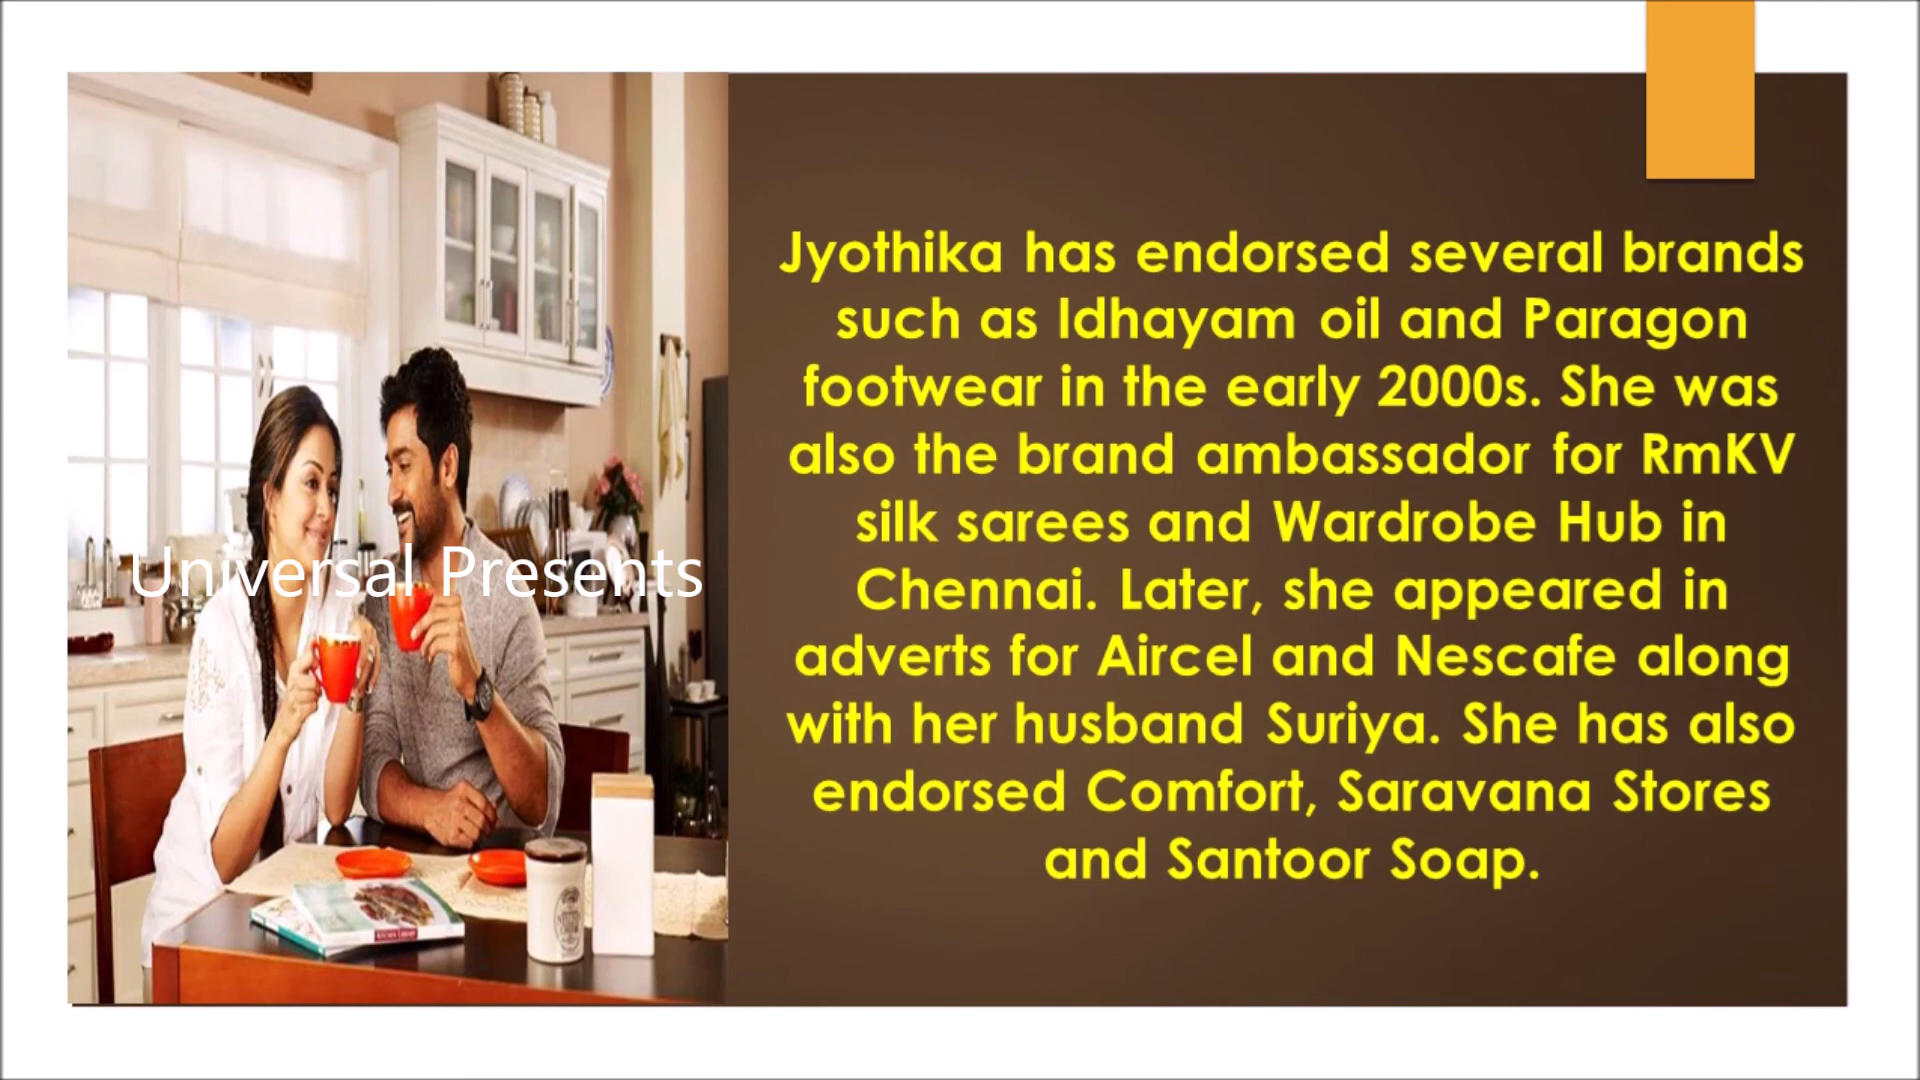 Universal Presents
Jyothika has endorsed several brands
such as Idhayam oil and Paragon
footwear in the early 2000s. She was
also the brand ambassador for RmKV
silk sarees and Wardrobe Hub in
Chennai. Later, she appeared in
adverts for Aircel and Nescafe along
with her husband Suriya. She has also
endorsed Comfort, Saravana Stores
and Santoor Soap.